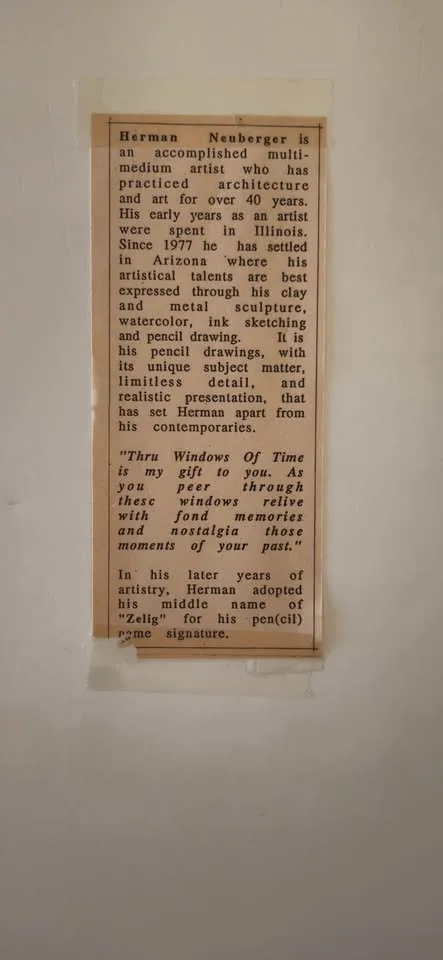 Herman Neuberger is
an accomplished multi-
medium artist who has
practiced architecture
and art for over 40 years.
His early years as an artist
were spent in Illinois.
Since 1977 he has settled
in Arizona where his
artistical talents are best
expressed through his clay
and metal sculpture,
watercolor, ink sketching
and pencil drawing. It is
his pencil drawings, with
its unique subject matter,
limitless detail, and
realistic presentation, that
has set Herman apart from
his contemporaries.
"Thru Windows Of Time
is my gift to you. As
you peer through
these windows relive
with fond memories
and nostalgia those
moments of your past."
In his later years of
artistry, Herman adopted
his middle name of
"Zelig" for his pen(cil)
name signature.